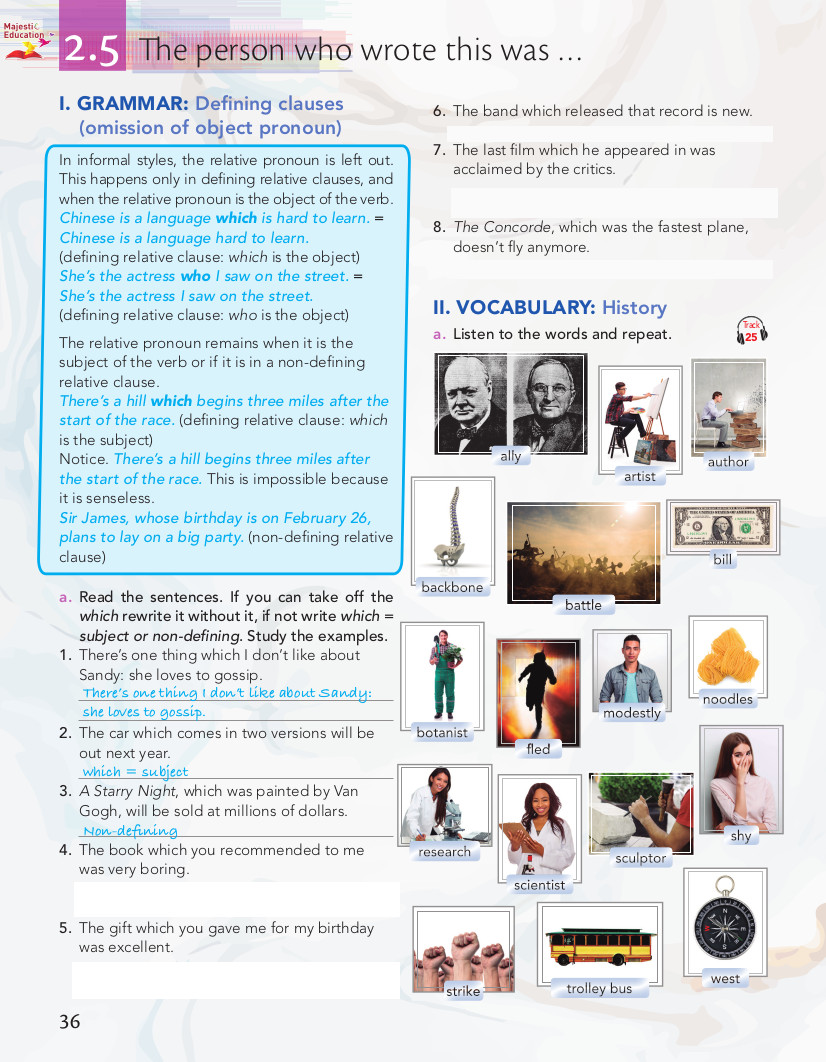 Majestic
Education
2.5 The person who wrote this was ...
I. GRAMMAR: Defining clauses
(omission of object pronoun)
In informal styles, the relative pronoun is left out.
This happens only in defining relative clauses, and
when the relative pronoun is the object of the verb.
Chinese is a language which is hard to learn. =
Chinese is a language hard to learn.
(defining relative clause: which is the object)
She's the actress who I saw on the street. =
She's the actress I saw on the street.
(defining relative clause: who is the object)
The relative pronoun remains when it is the
subject of the verb or if it is in a non-defining
relative clause.
There's a hill which begins three miles after the
start of the race. (defining relative clause: which
is the subject)
Notice. There's a hill begins three miles after
the start of the race. This is impossible because
it is senseless.
Sir James, whose birthday is on February 26,
plans to lay on a big party. (non-defining relative
clause)
a. Read the sentences. If you can take off the
which rewrite it without it, if not write which =
subject or non-defining. Study the examples.
1. There's one thing which I don't like about
Sandy: she loves to gossip.
There's one thing I don't like about Sandy:
she loves to gossip.
2. The car which comes in two versions will be
out next year.
which = subject
3. A Starry Night, which was painted by Van
Gogh, will be sold at millions of dollars.
Non-defining
4. The book which you recommended to me
was very boring.
5. The gift which you gave me for my birthday
was excellent.
6. The band which released that record is new.
7. The last film which he appeared in was
acclaimed by the critics.
8. The Concorde, which was the fastest plane,
doesn't fly anymore.
II. VOCABULARY: History
a. Listen to the words and repeat.
Track
25
ally
artist
author
backbone
battle
bill
botanist
fled
modestly
noodles
research
scientist
sculptor
shy
strike
trolley bus
west
36